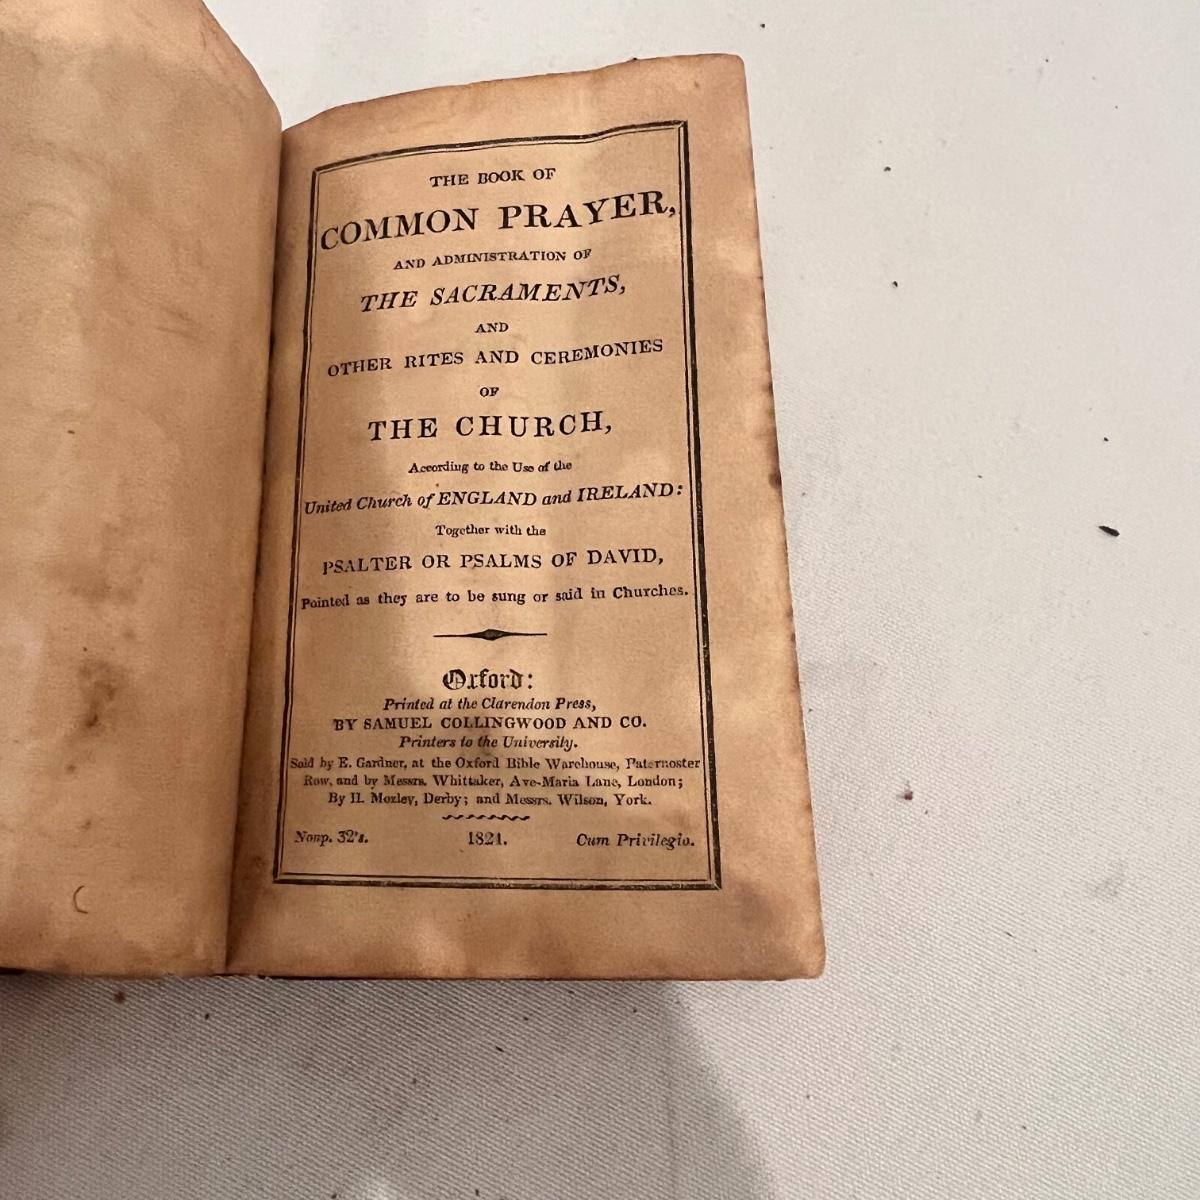 THE BOOK OF
COMMON PRAYER,
AND ADMINISTRATION OF
THE SACRAMENTS,
AND
OTHER RITES AND CEREMONIES
OF
THE CHURCH,
According to the Use of the
United Church of ENGLAND and IRELAND:
Together with the
PSALTER OR PSALMS OF DAVID,
Pointed as they are to be sung or said in Churches.
Oxford:
Printed at the Clarendon Press,
BY SAMUEL COLLINGWOOD AND CO.
Printers to the University.
Sold by E. Gardner, at the Oxford Bible Warehouse, Paternoster
Row, and by Messrs. Whittaker, Ave-Maria Lane, London;
By H. Mozley, Derby; and Messrs. Wilson, York.
Nonp. 32's. 1821. Cum Privilegio.